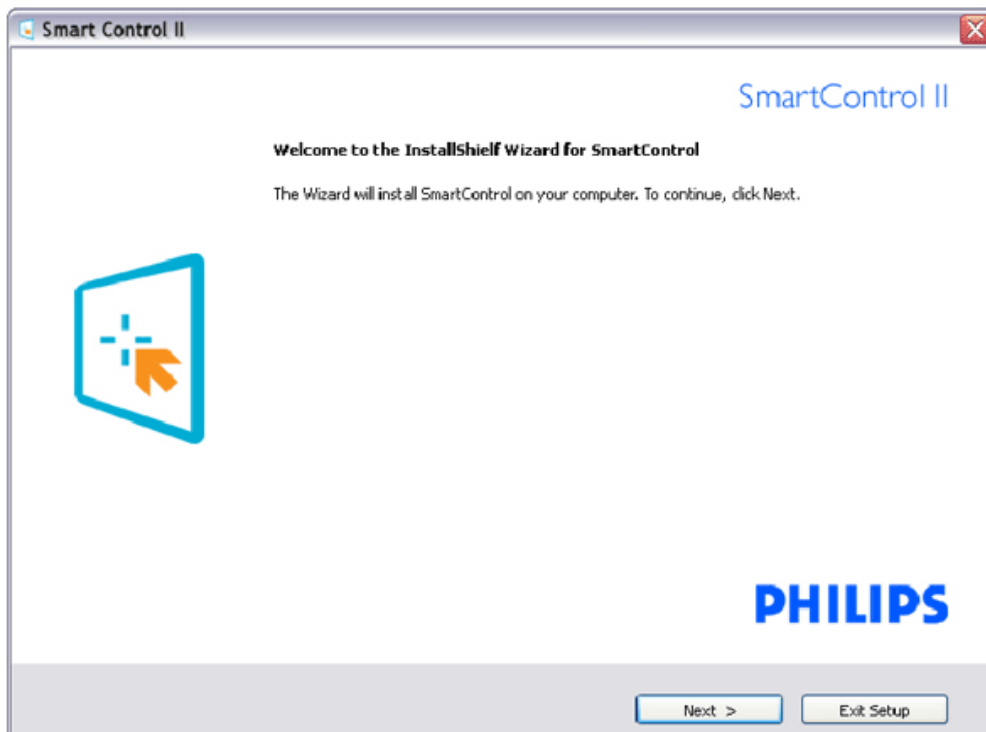 Smart Control II
SmartControl II
Welcome to the InstallShield Wizard for SmartControl
The Wizard will install SmartControl on your computer. To continue, click Next.
PHILIPS
Next >
Exit Setup